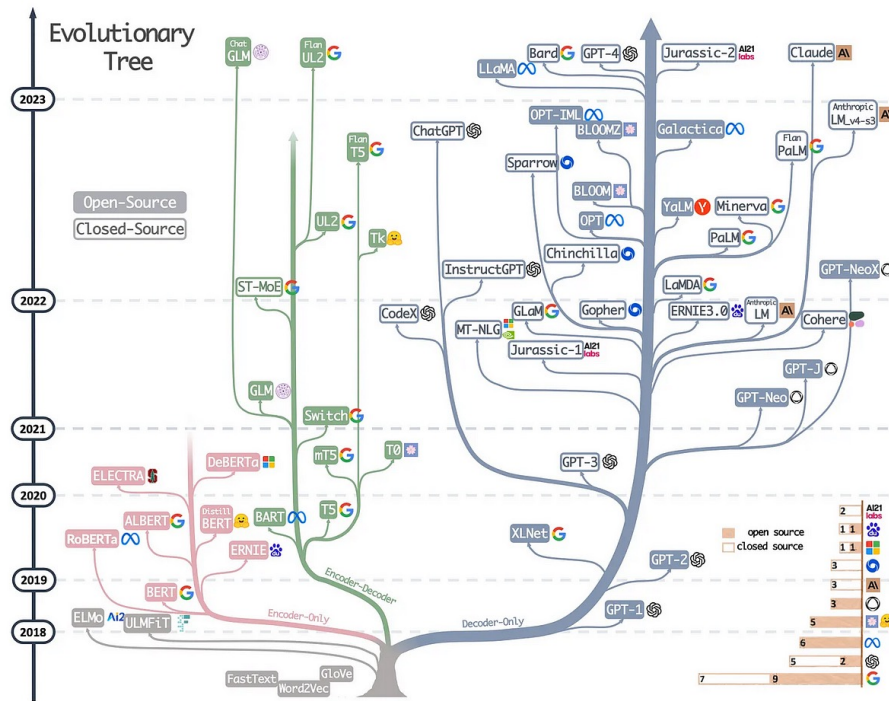 Evolutionary
Tree
2023
2022
2021
2020
2019
2018
Open-Source
Closed-Source
Chat
GLM
Flan
UL2
Flan
T5
UL2
Tk
ST-MoE
GLM
Switch
mT5
T0
T5
BART
Encoder-Decoder
DeBERTa
ELECTRA
Distill
BERT
ALBERT
RoBERTa
ERNIE
BERT
Encoder-Only
ELMo
Ai2
ULMFiT
FastText
Word2Vec
GloVe
Decoder-Only
Bard
GPT-4
Jurassic-2
AI21
labs
Claude
A\
LLaMA
Anthropic
LM_v4-s3
A\
OPT-IML
BLOOMZ
Galactica
ChatGPT
Flan
PaLM
Sparrow
BLOOM
OPT
YaLM
Y
Minerva
PaLM
Chinchilla
InstructGPT
GPT-NeoX
LaMDA
CodeX
GLaM
Gopher
ERNIE3.0
Anthropic
LM
A\
Cohere
MT-NLG
Jurassic-1
AI21
labs
GPT-J
GPT-Neo
GPT-3
XLNet
GPT-2
GPT-1
open source
closed source
2
AI21
labs
1 1
1 1
3
3
A\
3
5
6
5 2
7 9